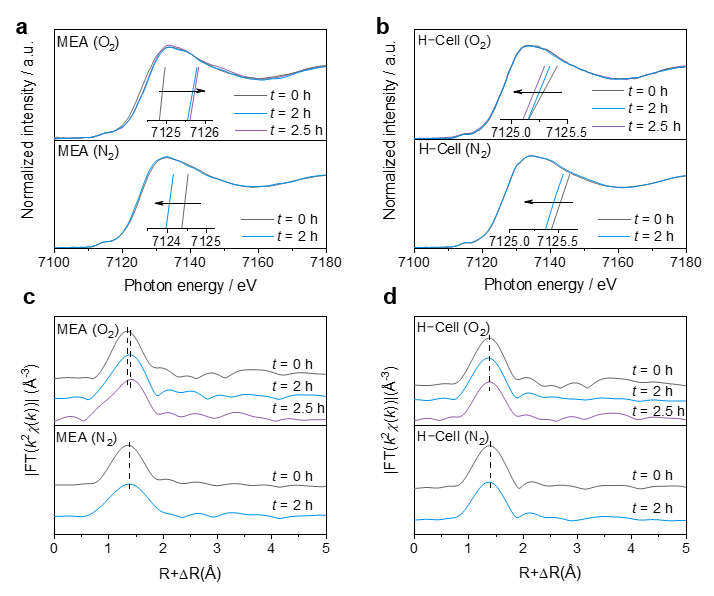 a
MEA (O₂)
t = 0 h
t = 2 h
t = 2.5 h
7125 7126
MEA (N₂)
t = 0 h
t = 2 h
7124 7125
7100 7120 7140 7160 7180
Photon energy / eV
Normalized intensity / a.u.
b
H−Cell (O₂)
t = 0 h
t = 2 h
t = 2.5 h
7125.0 7125.5
H−Cell (N₂)
t = 0 h
t = 2 h
7125.0 7125.5
7100 7120 7140 7160 7180
Photon energy / eV
Normalized intensity / a.u.
c
MEA (O₂)
t = 0 h
t = 2 h
t = 2.5 h
MEA (N₂)
t = 0 h
t = 2 h
0 1 2 3 4 5
R+ΔR(Å)
|FT(k²χ(k))| (Å⁻³)
d
H−Cell (O₂)
t = 0 h
t = 2 h
t = 2.5 h
H−Cell (N₂)
t = 0 h
t = 2 h
0 1 2 3 4 5
R+ΔR(Å)
|FT(k²χ(k))|(Å⁻³)